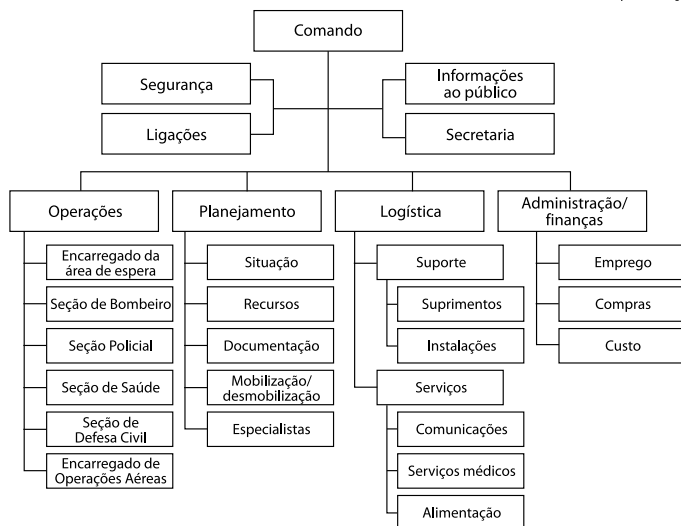 Comando
Segurança
Informações
ao público
Ligações
Secretaria
Operações
Planejamento
Logística
Administração/
finanças
Encarregado da
área de espera
Seção de Bombeiro
Seção Policial
Seção de Saúde
Seção de
Defesa Civil
Encarregado de
Operações Aéreas
Situação
Recursos
Documentação
Mobilização/
desmobilização
Especialistas
Suporte
Suprimentos
Instalações
Serviços
Comunicações
Serviços médicos
Alimentação
Emprego
Compras
Custo